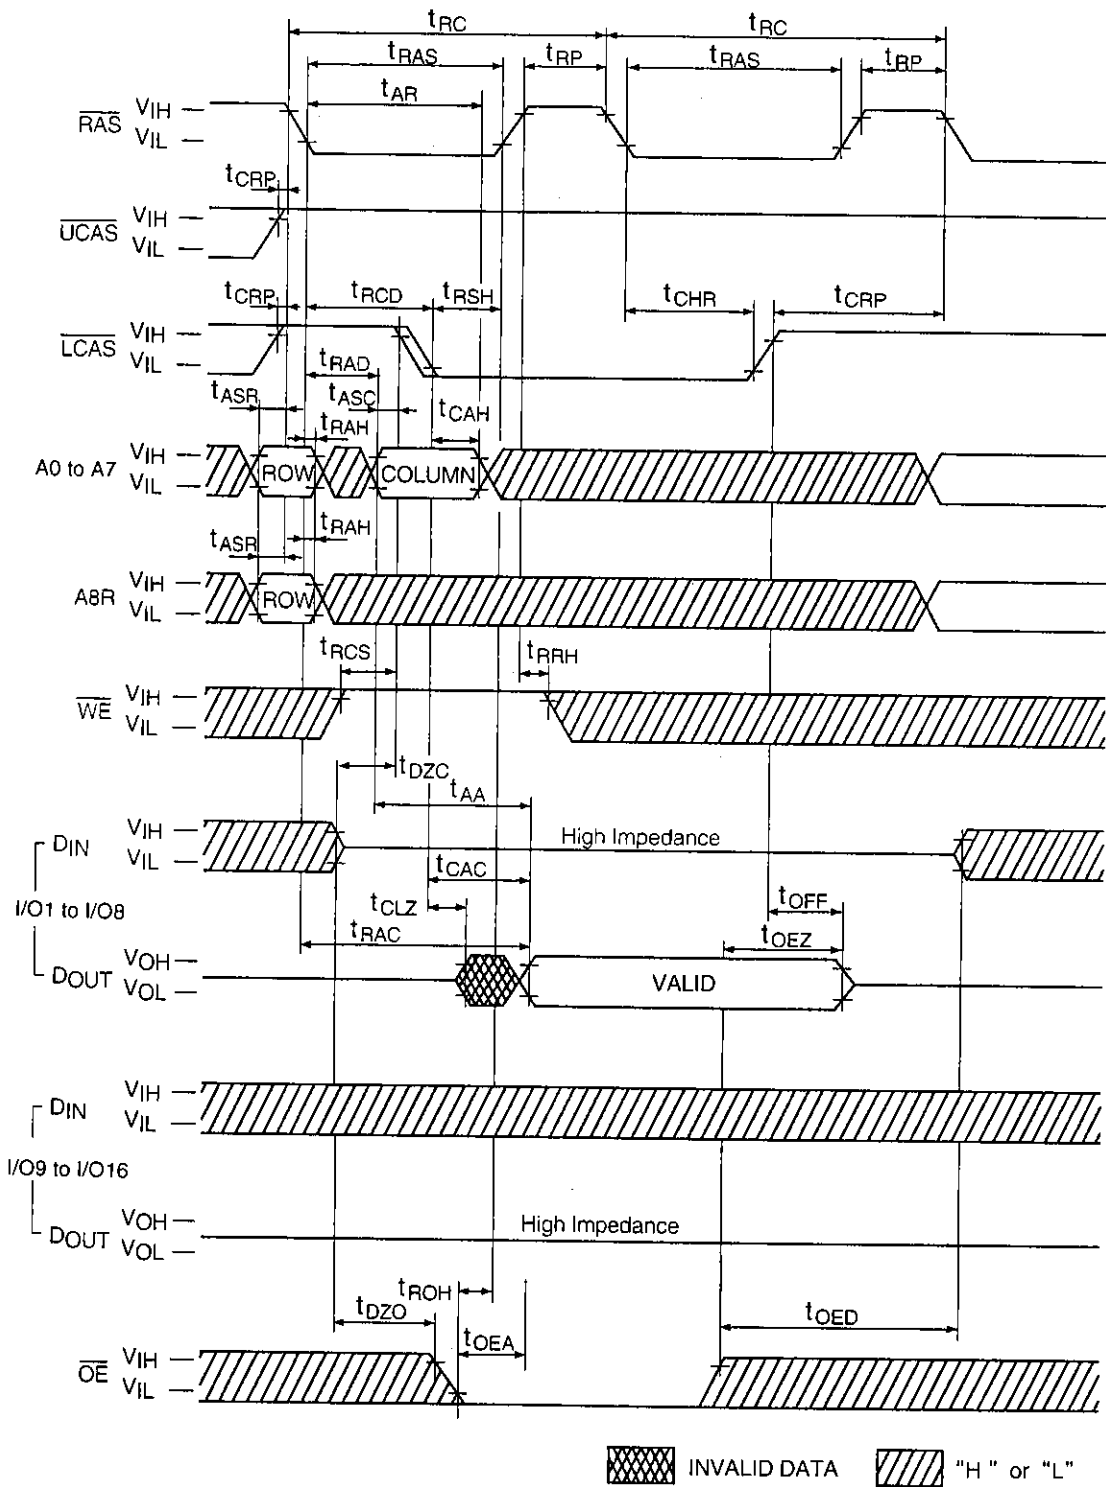 tRC tRC
tRAS tRP tRAS tRP
tAR
RAS VIH
VIL
tCRP
UCAS VIH
VIL
tCRP tRCD tRSH tCHR tCRP
LCAS VIH
VIL
tRAD
tASR tASC tCAH
tRAH
A0 to A7 VIH
VIL
ROW COLUMN
tASR tRAH
A8R VIH
VIL
ROW
tRCS tRRH
WE VIH
VIL
tDZC
tAA
I/O1 to I/O8
DIN VIH
VIL
High Impedance
tCAC
tCLZ tOFF
tRAC tOEZ
DOUT VOH
VOL
VALID
I/O9 to I/O16
DIN VIH
VIL
DOUT VOH
VOL
High Impedance
tROH
tDZO tOEA tOED
OE VIH
VIL
INVALID DATA "H" or "L"